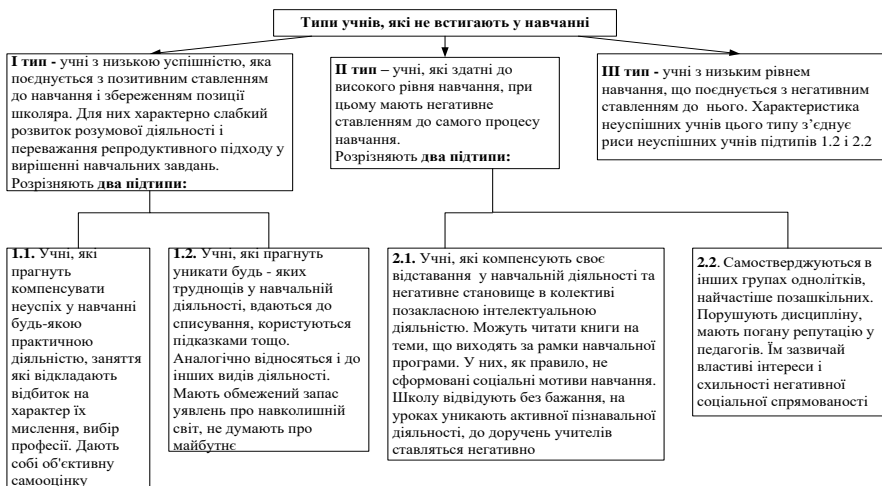 Типи учнів, які не встигають у навчанні
I тип - учні з низькою успішністю, яка
поєднується з позитивним ставленням
до навчання і збереженням позиції
школяра. Для них характерно слабкий
розвиток розумової діяльності і
переважання репродуктивного підходу у
вирішенні навчальних завдань.
Розрізняють два підтипи:
II тип – учні, які здатні до
високого рівня навчання, при
цьому мають негативне
ставленням до самого процесу
навчання.
Розрізняють два підтипи:
III тип - учні з низьким рівнем
навчання, що поєднується з негативним
ставленням до нього. Характеристика
неуспішних учнів цього типу з’єднує
риси неуспішних учнів підтипів 1.2 і 2.2
1.1. Учні, які
прагнуть
компенсувати
неуспіх у навчанні
будь-якою
практичною
діяльністю, заняття
які відкладають
відбиток на
характер їх
мислення, вибір
професії. Дають
собі об'єктивну
самооцінку
1.2. Учні, які прагнуть
уникати будь - яких
труднощів у навчальній
діяльності, вдаються до
списування, користуються
підказками тощо.
Аналогічно відносяться і до
інших видів діяльності.
Мають обмежений запас
уявлень про навколишній
світ, не думають про
майбутнє
2.1. Учні, які компенсують своє
відставання у навчальній діяльності та
негативне становище в колективі
позакласною інтелектуальною
діяльністю. Можуть читати книги на
теми, що виходять за рамки навчальної
програми. У них, як правило, не
сформовані соціальні мотиви навчання.
Школу відвідують без бажання, на
уроках уникають активної пізнавальної
діяльності, до доручень учителів
ставляться негативно
2.2. Самостверджуються в
інших групах однолітків,
найчастіше позашкільних.
Порушують дисципліну,
мають погану репутацію у
педагогів. Їм зазвичай
властиві інтереси і
схильності негативної
соціальної спрямованості